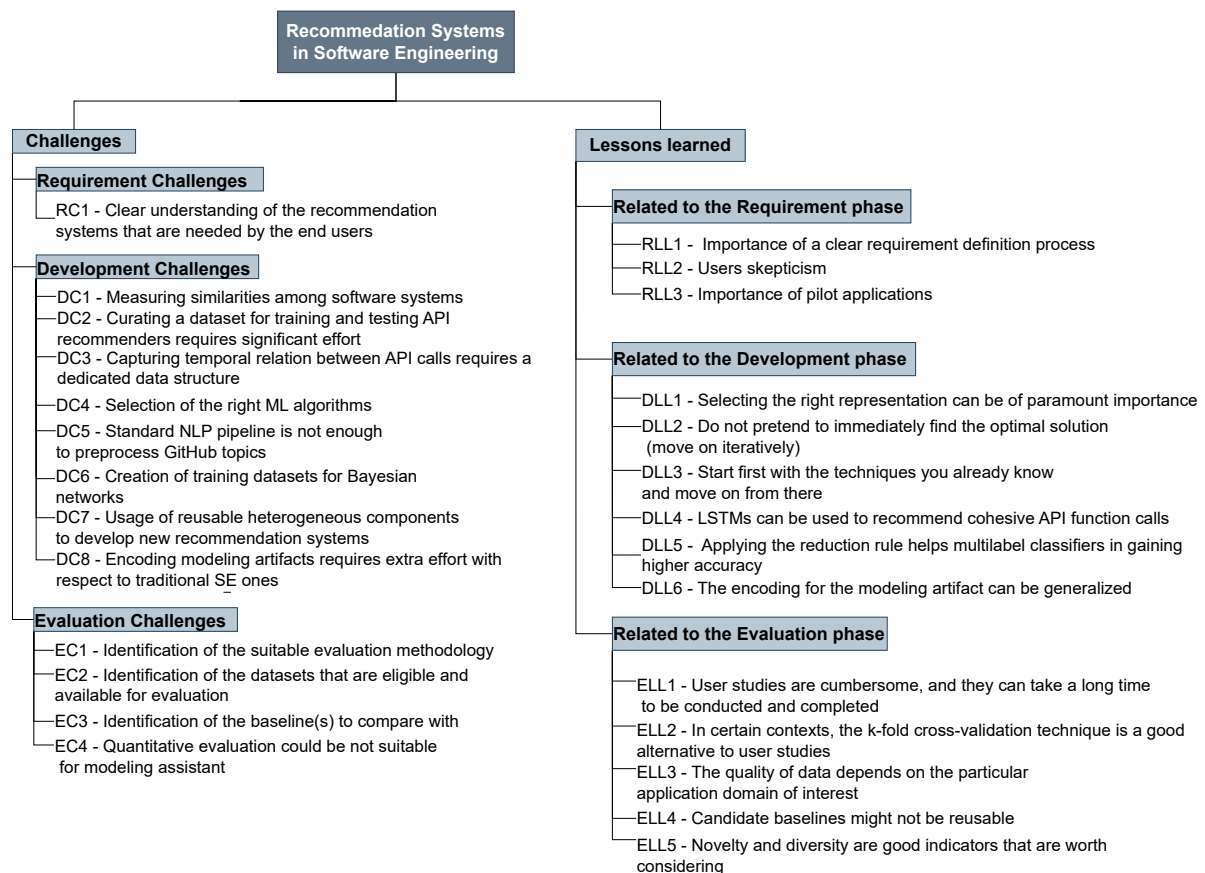 Recommedation Systems
in Software Engineering
Challenges
Requirement Challenges
RC1 - Clear understanding of the recommendation
systems that are needed by the end users
Development Challenges
DC1 - Measuring similarities among software systems
DC2 - Curating a dataset for training and testing API
recommenders requires significant effort
DC3 - Capturing temporal relation between API calls requires a
dedicated data structure
DC4 - Selection of the right ML algorithms
DC5 - Standard NLP pipeline is not enough
to preprocess GitHub topics
DC6 - Creation of training datasets for Bayesian
networks
DC7 - Usage of reusable heterogeneous components
to develop new recommendation systems
DC8 - Encoding modeling artifacts requires extra effort with
respect to traditional SE ones
Evaluation Challenges
EC1 - Identification of the suitable evaluation methodology
EC2 - Identification of the datasets that are eligible and
available for evaluation
EC3 - Identification of the baseline(s) to compare with
EC4 - Quantitative evaluation could be not suitable
for modeling assistant
Lessons learned
Related to the Requirement phase
RLL1 - Importance of a clear requirement definition process
RLL2 - Users skepticism
RLL3 - Importance of pilot applications
Related to the Development phase
DLL1 - Selecting the right representation can be of paramount importance
DLL2 - Do not pretend to immediately find the optimal solution
(move on iteratively)
DLL3 - Start first with the techniques you already know
and move on from there
DLL4 - LSTMs can be used to recommend cohesive API function calls
DLL5 - Applying the reduction rule helps multilabel classifiers in gaining
higher accuracy
DLL6 - The encoding for the modeling artifact can be generalized
Related to the Evaluation phase
ELL1 - User studies are cumbersome, and they can take a long time
to be conducted and completed
ELL2 - In certain contexts, the k-fold cross-validation technique is a good
alternative to user studies
ELL3 - The quality of data depends on the particular
application domain of interest
ELL4 - Candidate baselines might not be reusable
ELL5 - Novelty and diversity are good indicators that are worth
considering